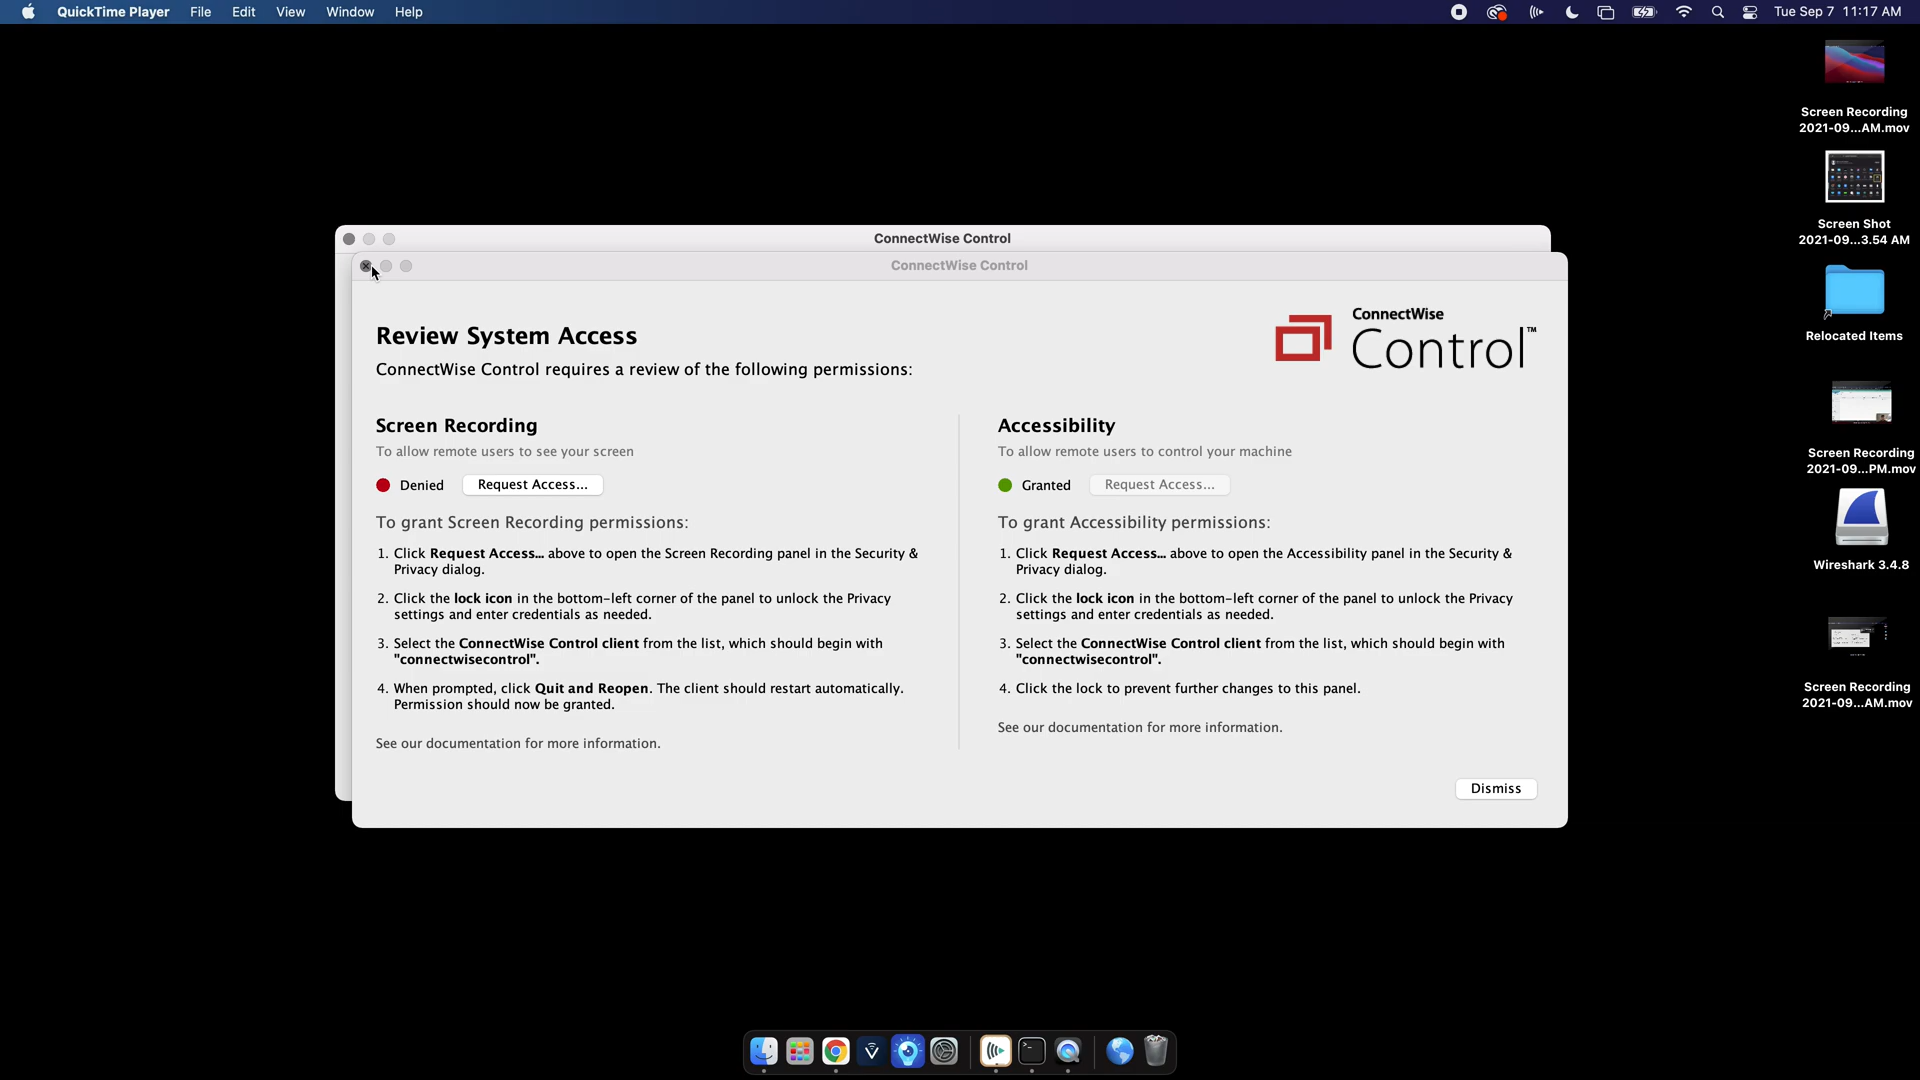 QuickTime Player File Edit View Window Help Tue Sep 7 11:17 AM
Screen Recording
2021-09...AM.mov
Screen Shot
2021-09...3.54 AM
Relocated Items
Screen Recording
2021-09...PM.mov
Wireshark 3.4.8
Screen Recording
2021-09...AM.mov
ConnectWise Control
ConnectWise Control
Review System Access
ConnectWise Control requires a review of the following permissions:
ConnectWise
Control™
Screen Recording
To allow remote users to see your screen
Denied Request Access...
To grant Screen Recording permissions:
1. Click Request Access... above to open the Screen Recording panel in the Security &
Privacy dialog.
2. Click the lock icon in the bottom-left corner of the panel to unlock the Privacy
settings and enter credentials as needed.
3. Select the ConnectWise Control client from the list, which should begin with
"connectwisecontrol".
4. When prompted, click Quit and Reopen. The client should restart automatically.
Permission should now be granted.
See our documentation for more information.
Accessibility
To allow remote users to control your machine
Granted Request Access...
To grant Accessibility permissions:
1. Click Request Access... above to open the Accessibility panel in the Security &
Privacy dialog.
2. Click the lock icon in the bottom-left corner of the panel to unlock the Privacy
settings and enter credentials as needed.
3. Select the ConnectWise Control client from the list, which should begin with
"connectwisecontrol".
4. Click the lock to prevent further changes to this panel.
See our documentation for more information.
Dismiss